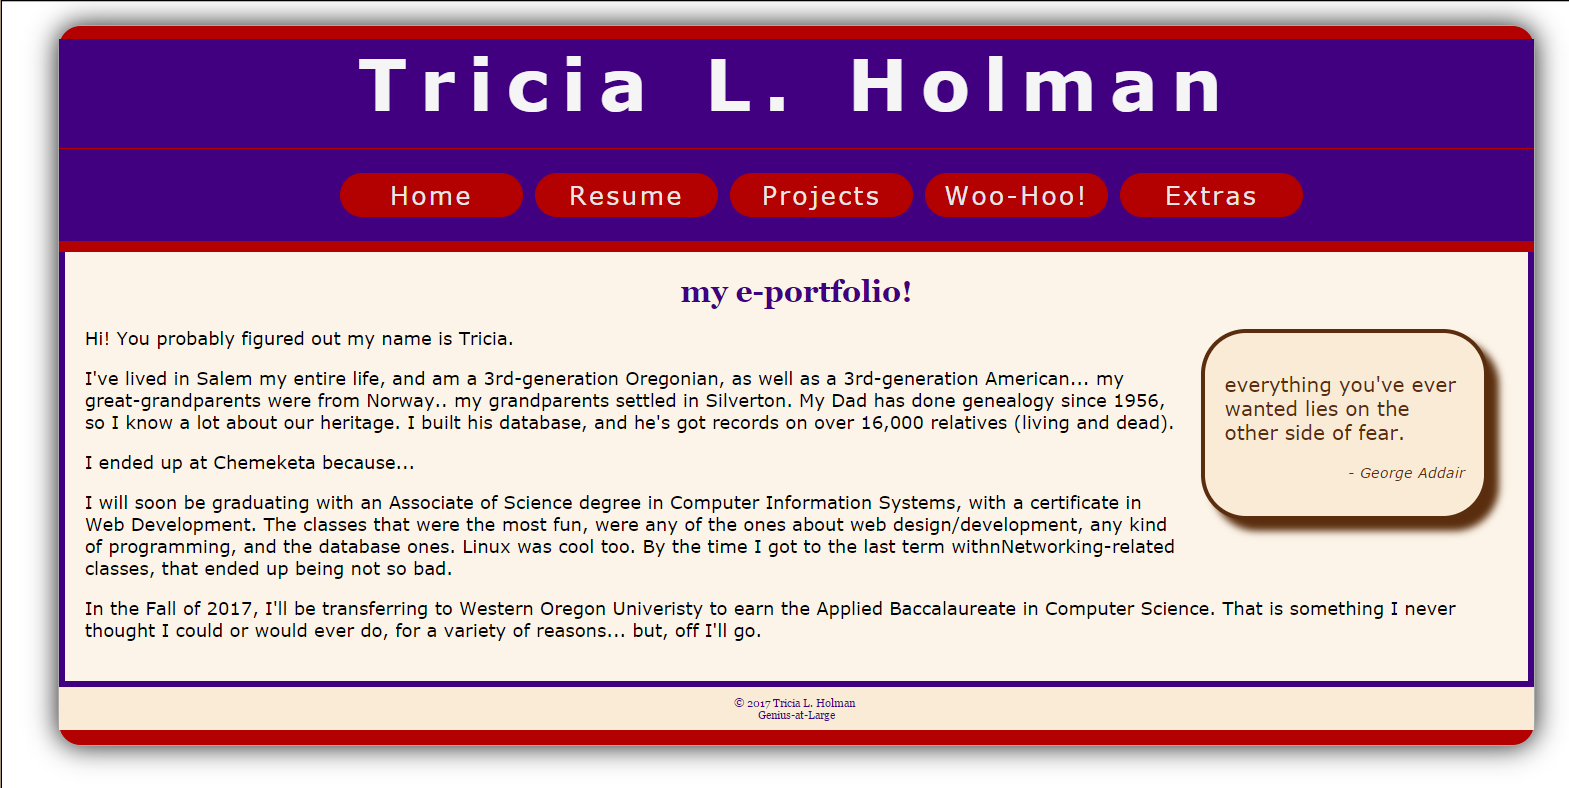 Tricia L. Holman
Home Resume Projects Woo-Hoo! Extras
my e-portfolio!
Hi! You probably figured out my name is Tricia.
I've lived in Salem my entire life, and am a 3rd-generation Oregonian, as well as a 3rd-generation American... my
great-grandparents were from Norway.. my grandparents settled in Silverton. My Dad has done genealogy since 1956,
so I know a lot about our heritage. I built his database, and he's got records on over 16,000 relatives (living and dead).
I ended up at Chemeketa because...
I will soon be graduating with an Associate of Science degree in Computer Information Systems, with a certificate in
Web Development. The classes that were the most fun, were any of the ones about web design/development, any kind
of programming, and the database ones. Linux was cool too. By the time I got to the last term withnNetworking-related
classes, that ended up being not so bad.
In the Fall of 2017, I'll be transferring to Western Oregon Univeristy to earn the Applied Baccalaureate in Computer Science. That is something I never
thought I could or would ever do, for a variety of reasons... but, off I'll go.
everything you've ever
wanted lies on the
other side of fear.
- George Addair
© 2017 Tricia L. Holman
Genius-at-Large